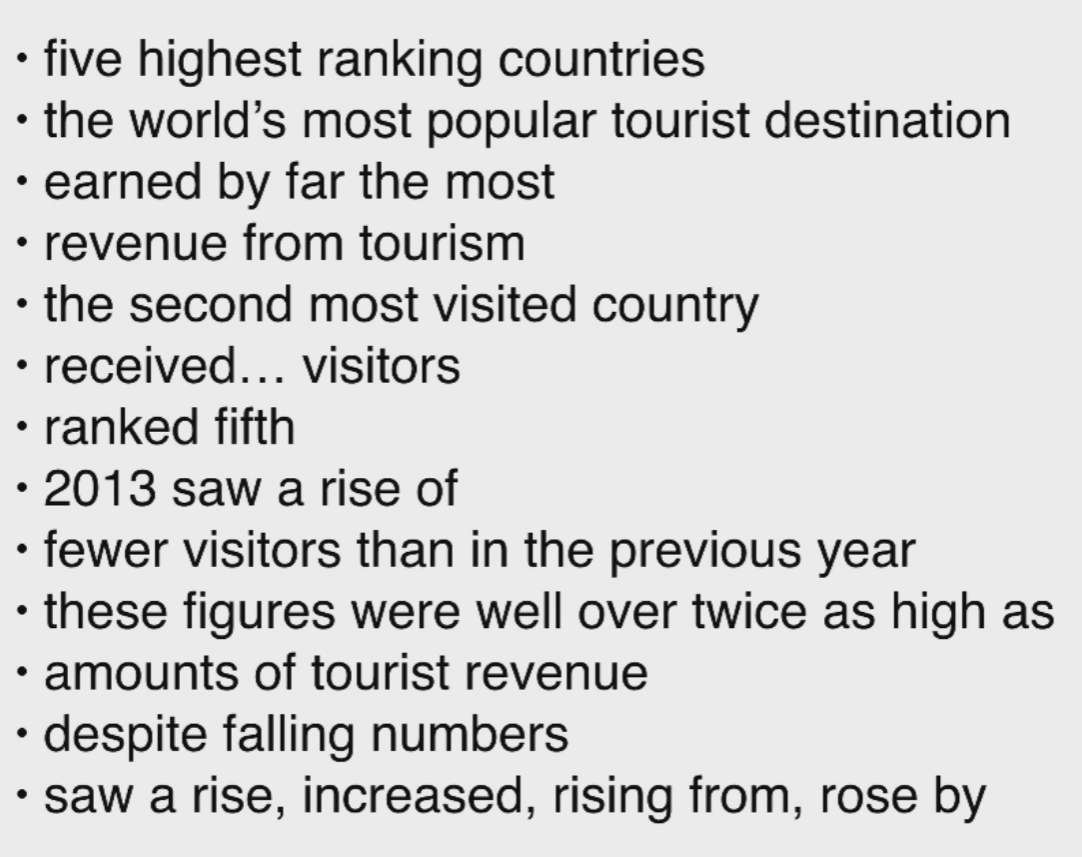 • five highest ranking countries
• the world’s most popular tourist destination
• earned by far the most
• revenue from tourism
• the second most visited country
• received… visitors
• ranked fifth
• 2013 saw a rise of
• fewer visitors than in the previous year
• these figures were well over twice as high as
• amounts of tourist revenue
• despite falling numbers
• saw a rise, increased, rising from, rose by